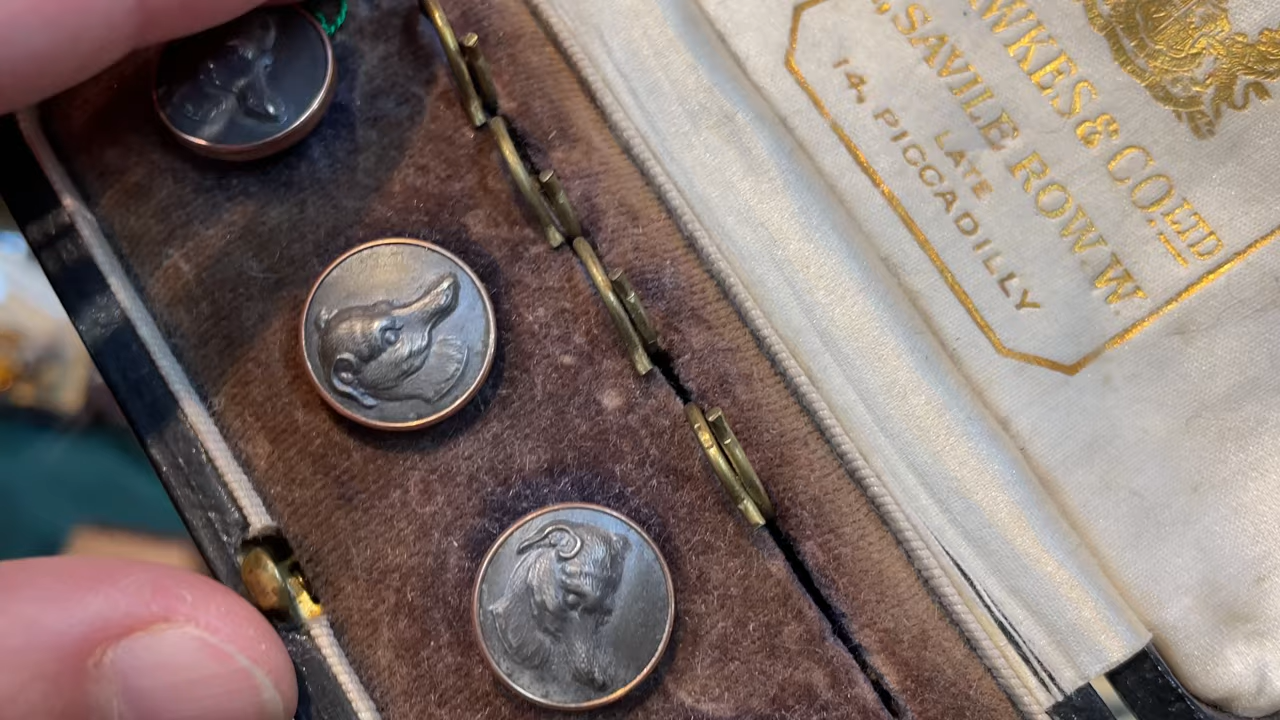 AWKES & CO. LTD
, SAVILE ROW. W.
LATE
14, PICCADILLY